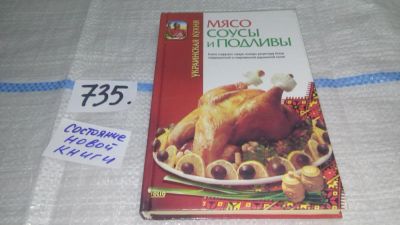 735.
СОСТОЯНИЕ
НОВОЙ
КНИГИ
УКРАИНСКАЯ КУХНЯ
МЯСО
СОУСЫ
И ПОДЛИВЫ